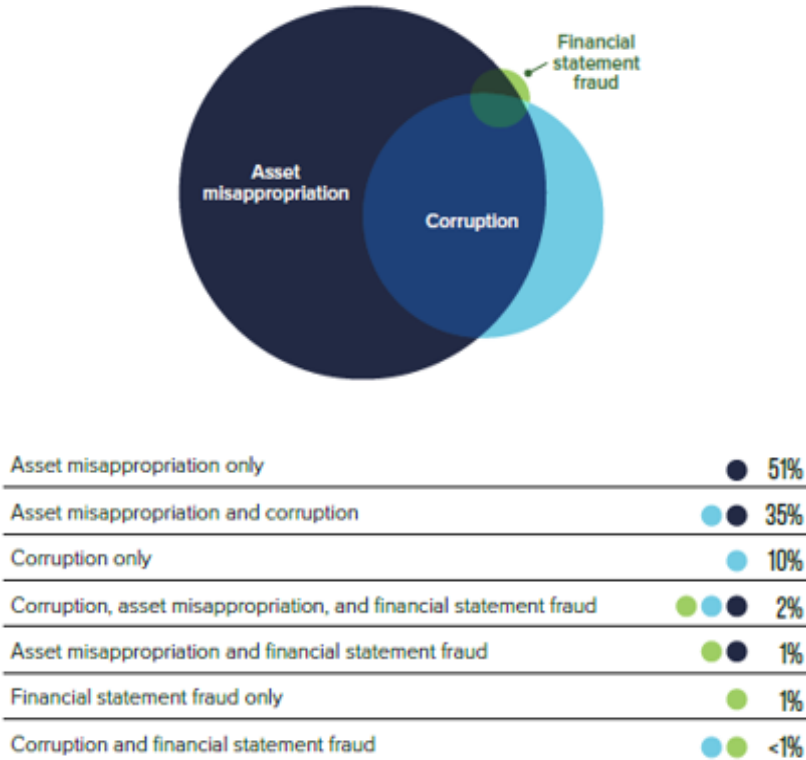 Financial
statement
fraud
Asset
misappropriation
Corruption
Asset misappropriation only 51%
Asset misappropriation and corruption 35%
Corruption only 10%
Corruption, asset misappropriation, and financial statement fraud 2%
Asset misappropriation and financial statement fraud 1%
Financial statement fraud only 1%
Corruption and financial statement fraud <1%